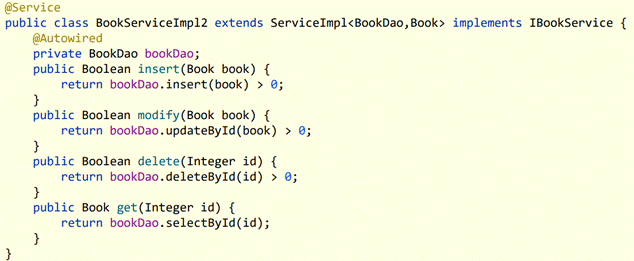 @Service
public class BookServiceImpl2 extends ServiceImpl<BookDao,Book> implements IBookService {
    @Autowired
    private BookDao bookDao;
    public Boolean insert(Book book) {
        return bookDao.insert(book) > 0;
    }
    public Boolean modify(Book book) {
        return bookDao.updateById(book) > 0;
    }
    public Boolean delete(Integer id) {
        return bookDao.deleteById(id) > 0;
    }
    public Book get(Integer id) {
        return bookDao.selectById(id);
    }
}